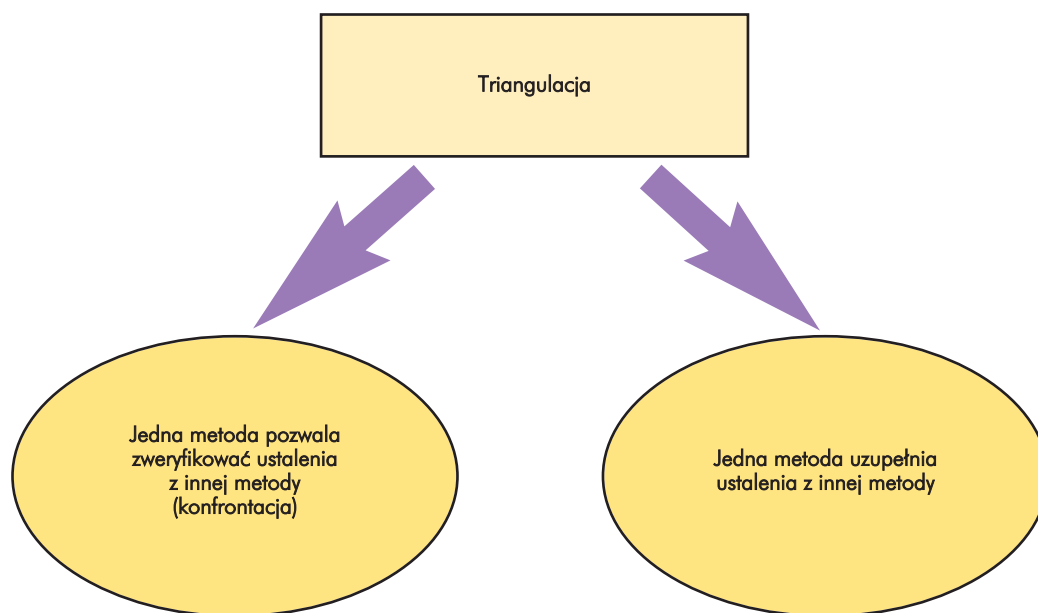 Triangulacja
Jedna metoda pozwala
zweryfikować ustalenia
z innej metody
(konfrontacja)
Jedna metoda uzupełnia
ustalenia z innej metody